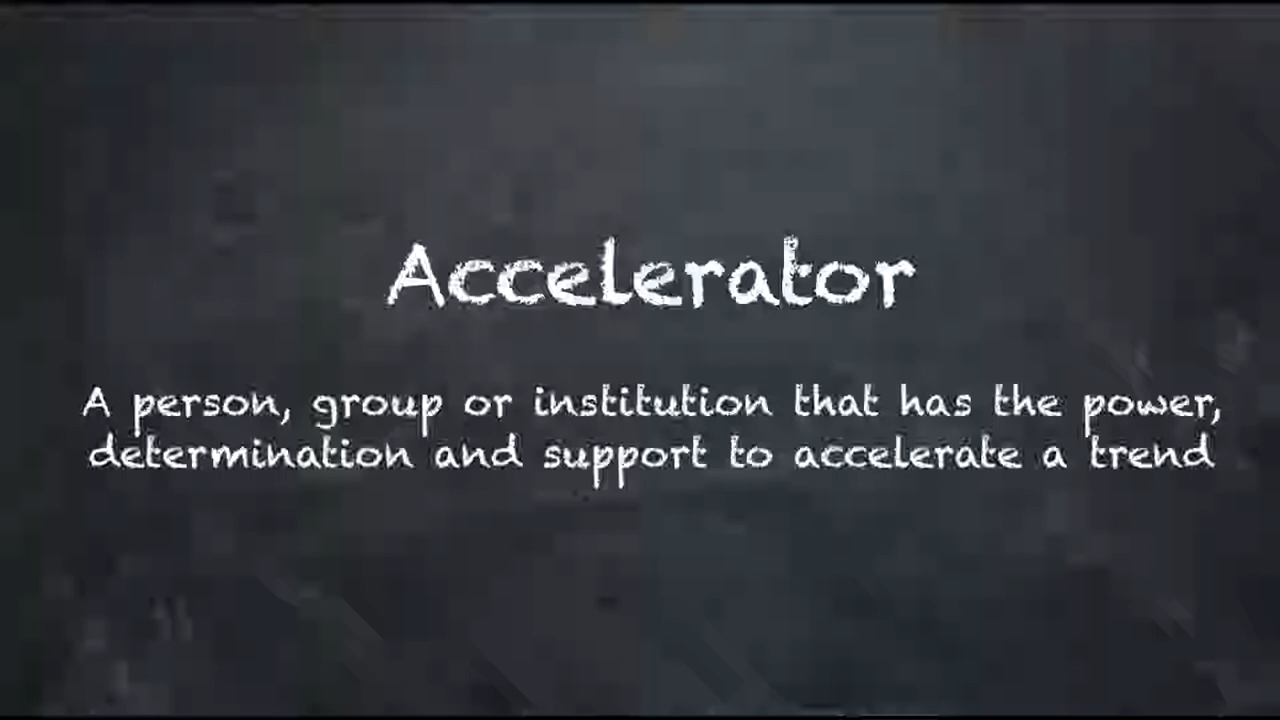 Accelerator
A person, group or institution that has the power,
determination and support to accelerate a trend